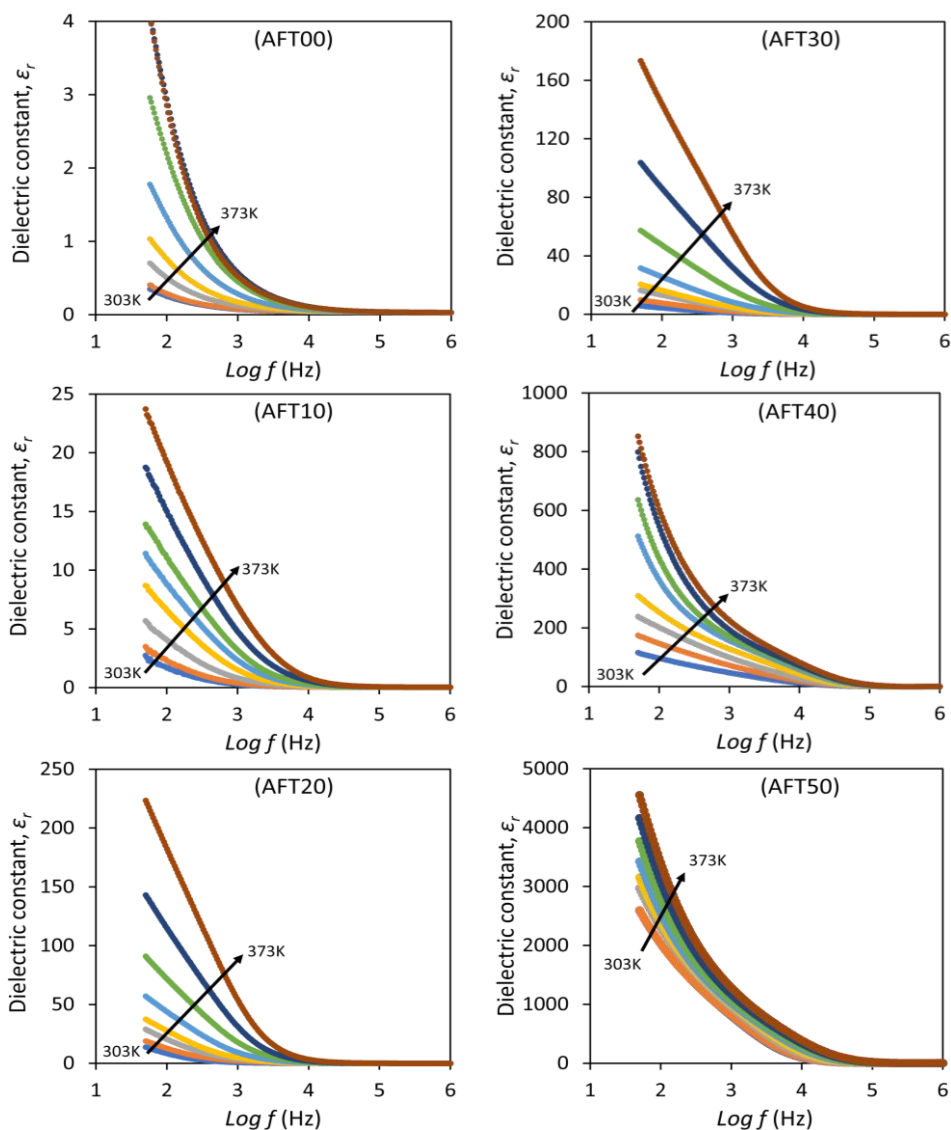 (AFT00)
Dielectric constant, εr
4
3
2
1
0
373K
303K
1 2 3 4 5 6
Log f (Hz)
(AFT30)
Dielectric constant, εr
200
160
120
80
40
0
373K
303K
1 2 3 4 5 6
Log f (Hz)
(AFT10)
Dielectric constant, εr
25
20
15
10
5
0
373K
303K
1 2 3 4 5 6
Log f (Hz)
(AFT40)
Dielectric constant, εr
1000
800
600
400
200
0
373K
303K
1 2 3 4 5 6
Log f (Hz)
(AFT20)
Dielectric constant, εr
250
200
150
100
50
0
373K
303K
1 2 3 4 5 6
Log f (Hz)
(AFT50)
Dielectric constant, εr
5000
4000
3000
2000
1000
0
373K
303K
1 2 3 4 5 6
Log f (Hz)